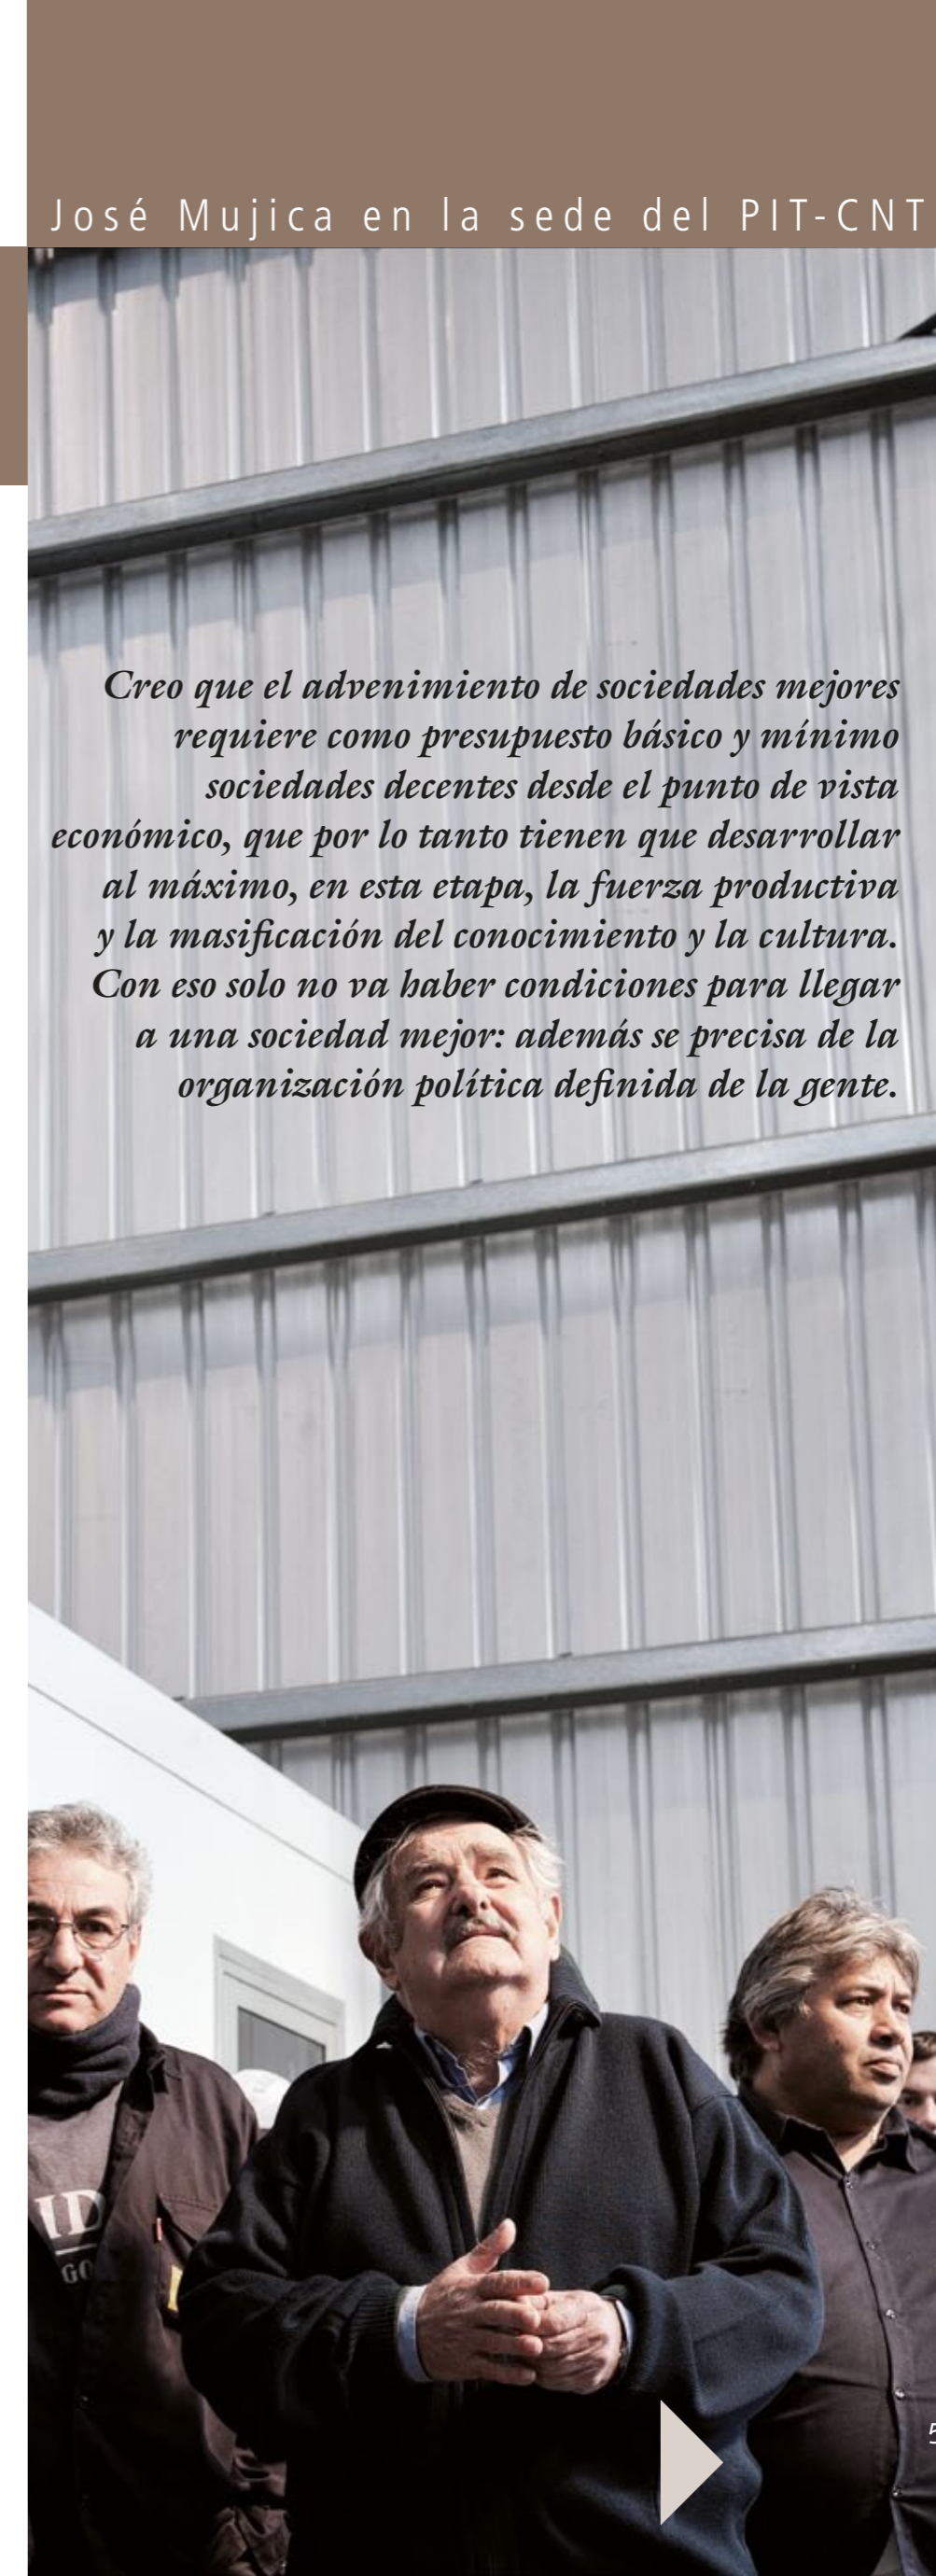 José Mujica en la sede del PIT-CNT
Creo que el advenimiento de sociedades mejores
requiere como presupuesto básico y mínimo
sociedades decentes desde el punto de vista
económico, que por lo tanto tienen que desarrollar
al máximo, en esta etapa, la fuerza productiva
y la masificación del conocimiento y la cultura.
Con eso solo no va haber condiciones para llegar
a una sociedad mejor: además se precisa de la
organización política definida de la gente.
ID
GO